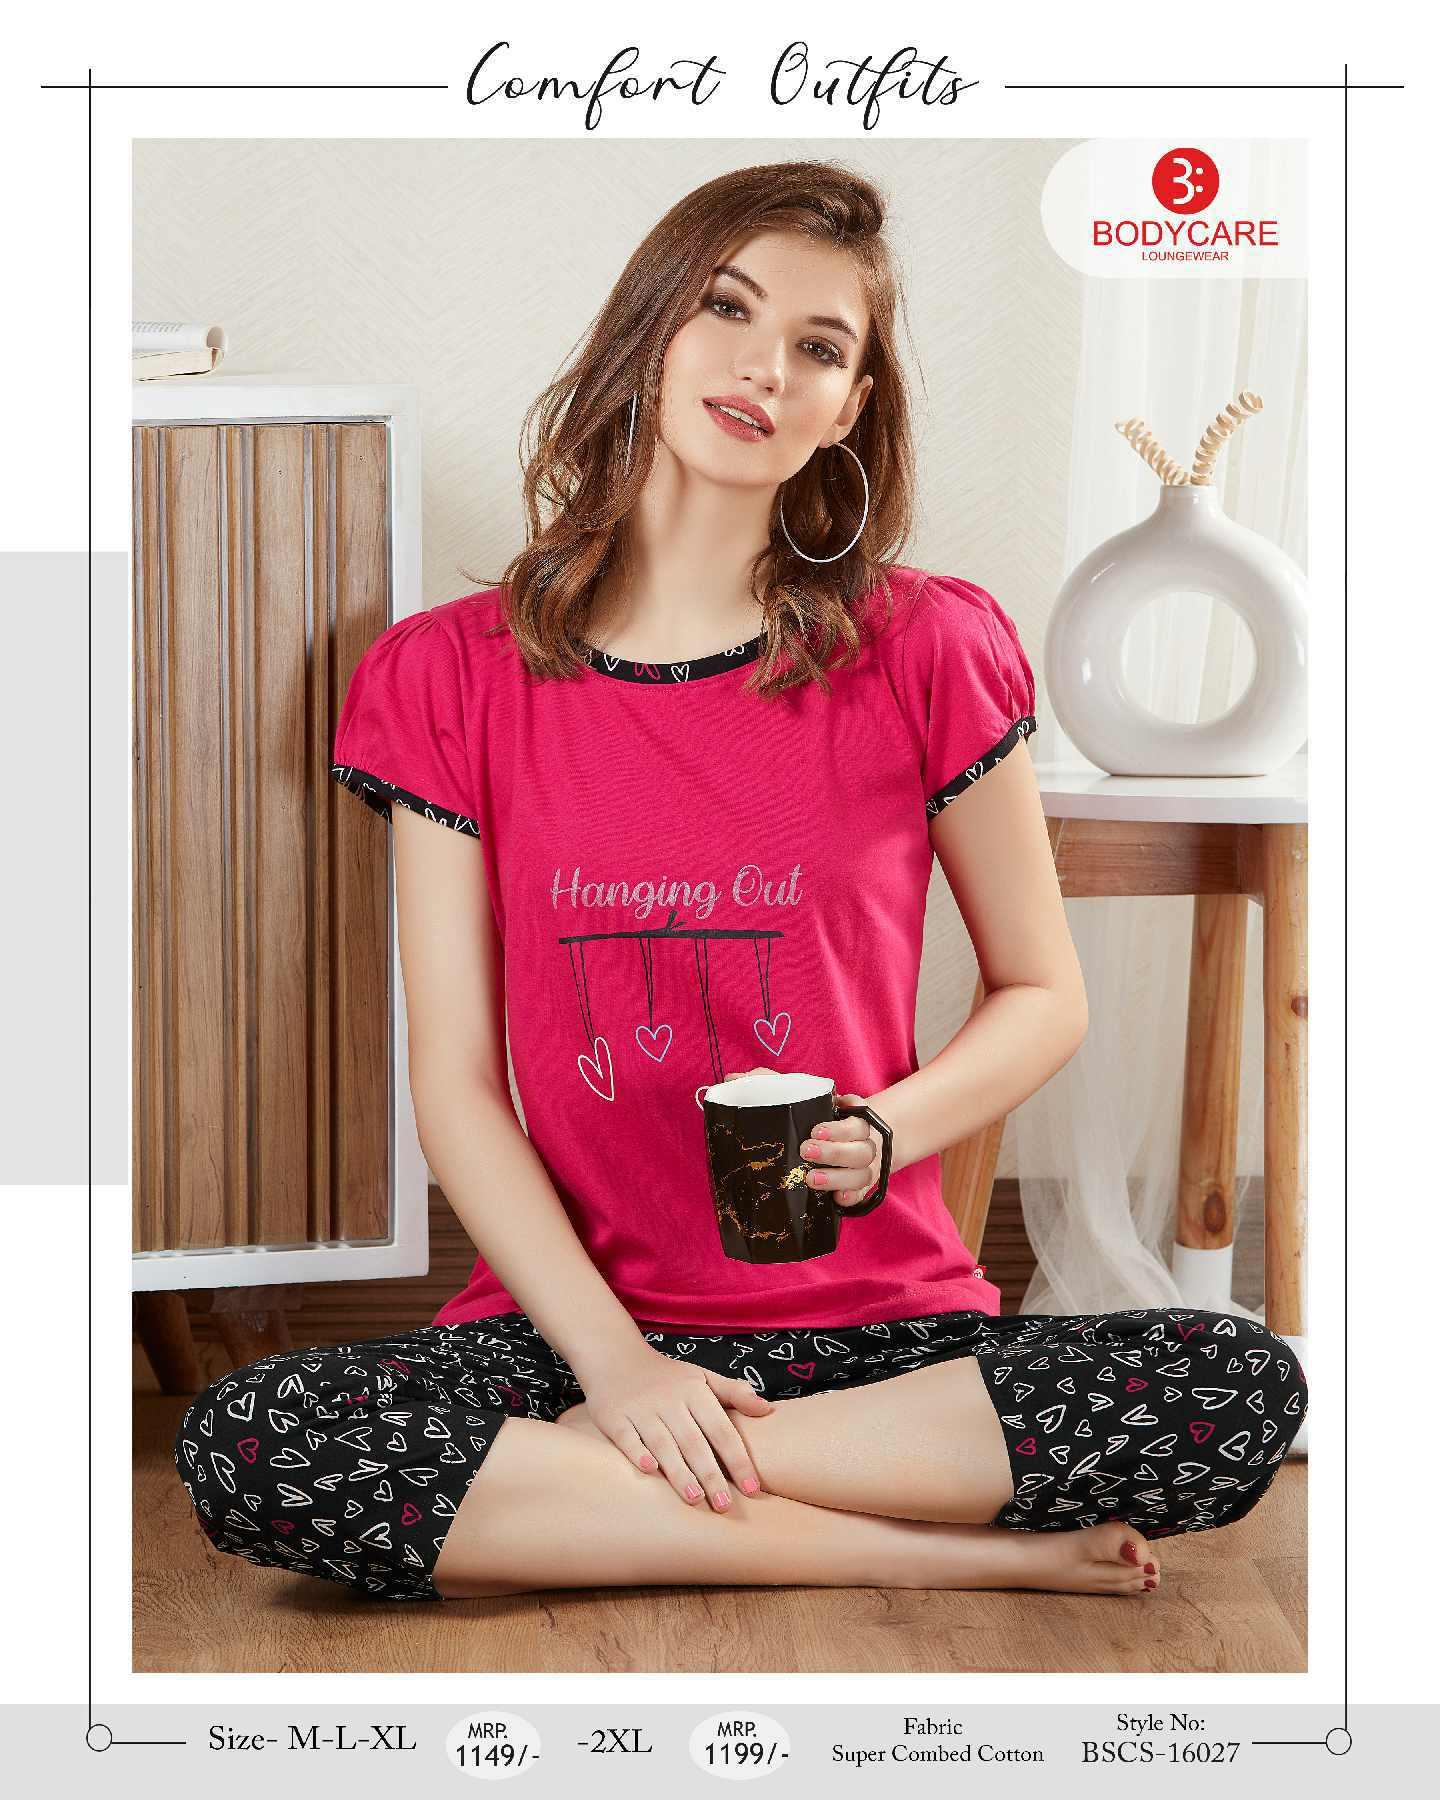 Comfort Outfits
BODYCARE
LOUNGEWEAR
Hanging Out
Size- M-L-XL
MRP.
1149/-
-2XL
MRP.
1199/-
Fabric
Super Combed Cotton
Style No:
BSCS-16027